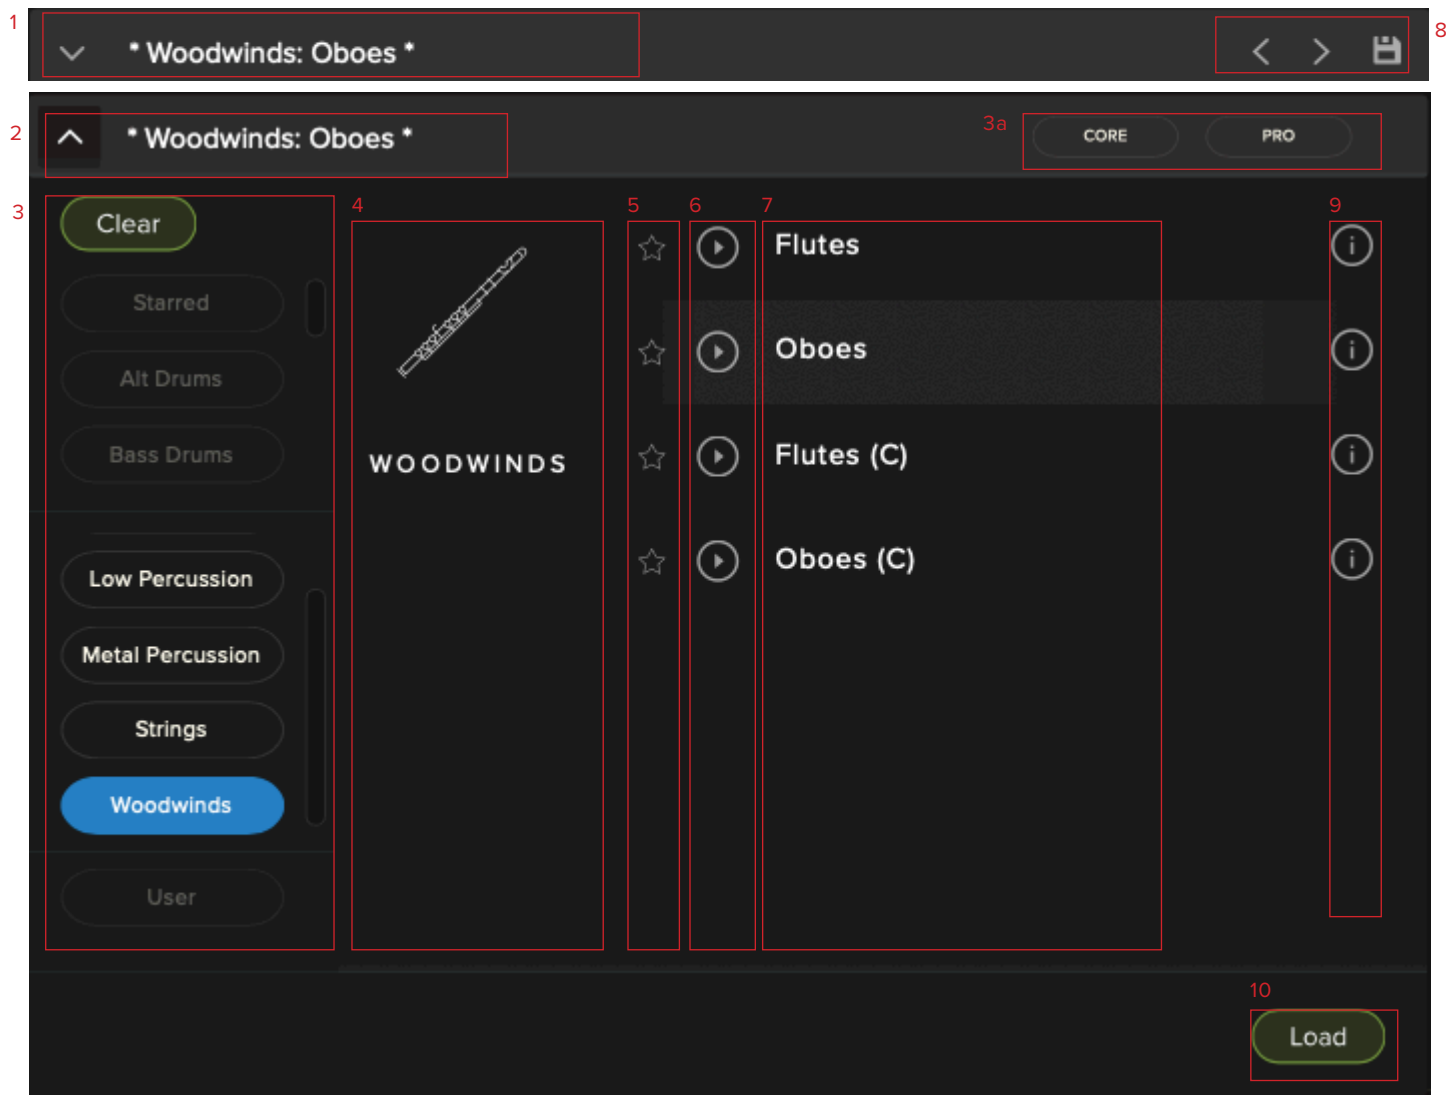 1
* Woodwinds: Oboes *
8
2
* Woodwinds: Oboes *
3a
CORE
PRO
3
Clear
Starred
Alt Drums
Bass Drums
Low Percussion
Metal Percussion
Strings
Woodwinds
User
4
WOODWINDS
5
6
7
Flutes
Oboes
Flutes (C)
Oboes (C)
9
i
i
i
i
10
Load